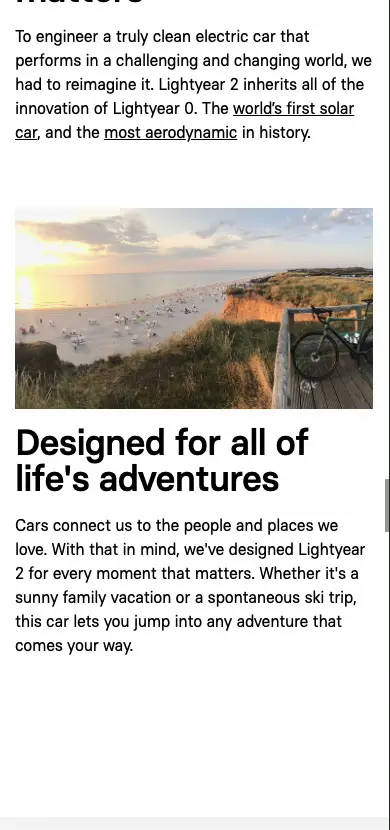 matters
To engineer a truly clean electric car that
performs in a challenging and changing world, we
had to reimagine it. Lightyear 2 inherits all of the
innovation of Lightyear 0. The world’s first solar
car, and the most aerodynamic in history.
Designed for all of
life's adventures
Cars connect us to the people and places we
love. With that in mind, we've designed Lightyear
2 for every moment that matters. Whether it's a
sunny family vacation or a spontaneous ski trip,
this car lets you jump into any adventure that
comes your way.